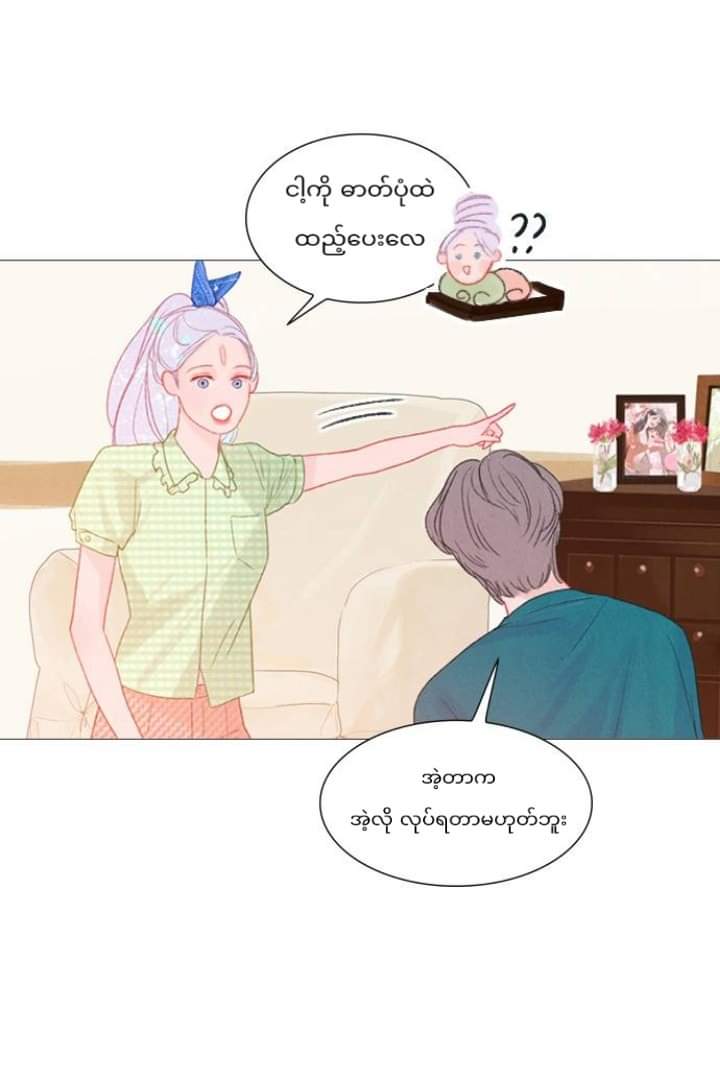 ငါ့ကို ဓာတ်ပုံထဲ
ထည့်ပေးလေ
??
အဲ့တာက
အဲ့လို လုပ်ရတာမဟုတ်ဘူး